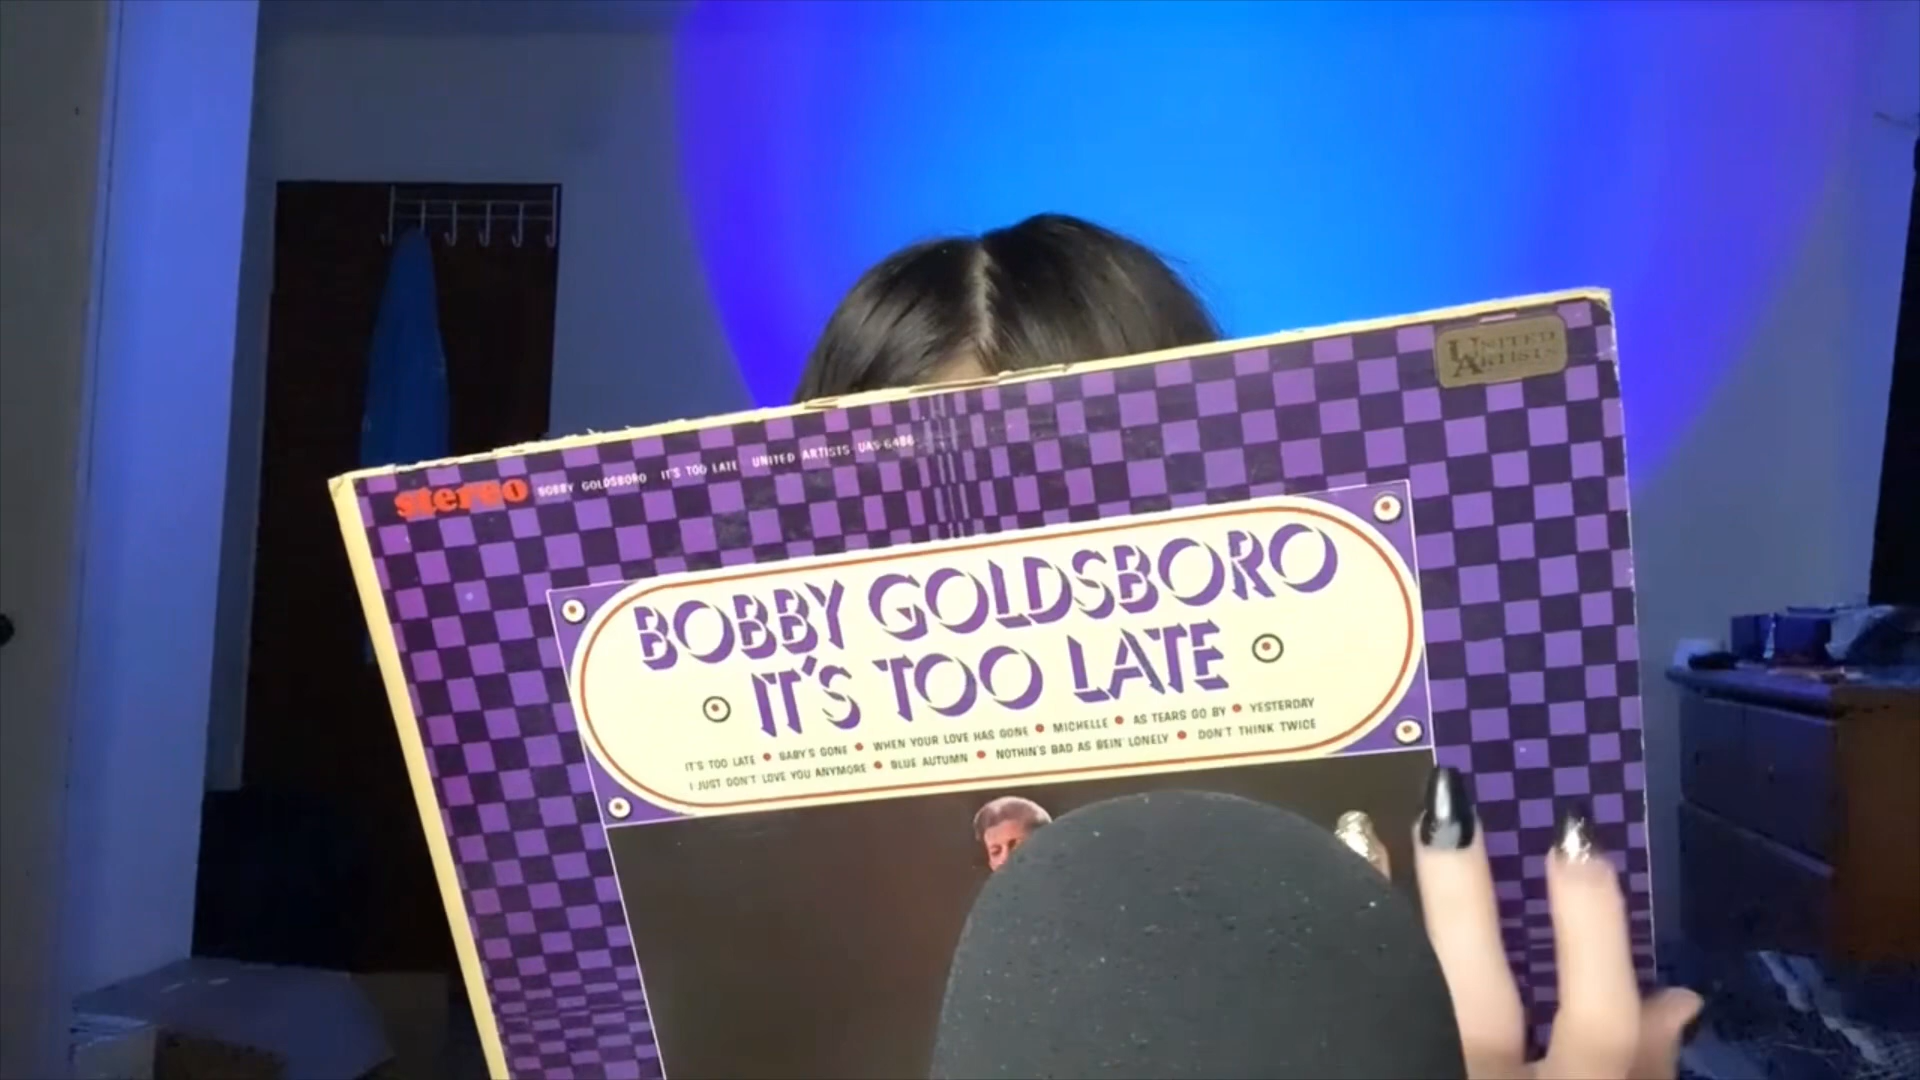 UNITED
ARTISTS
stereo BOBBY GOLDSBORO IT'S TOO LATE UNITED ARTISTS UAS 6486
BOBBY GOLDSBORO
IT'S TOO LATE
IT'S TOO LATE • BABY'S GONE • WHEN YOUR LOVE HAS GONE • MICHELLE • AS TEARS GO BY • YESTERDAY
I JUST DON'T LOVE YOU ANYMORE • BLUE AUTUMN • NOTHIN'S BAD AS BEIN' LONELY • DON'T THINK TWICE